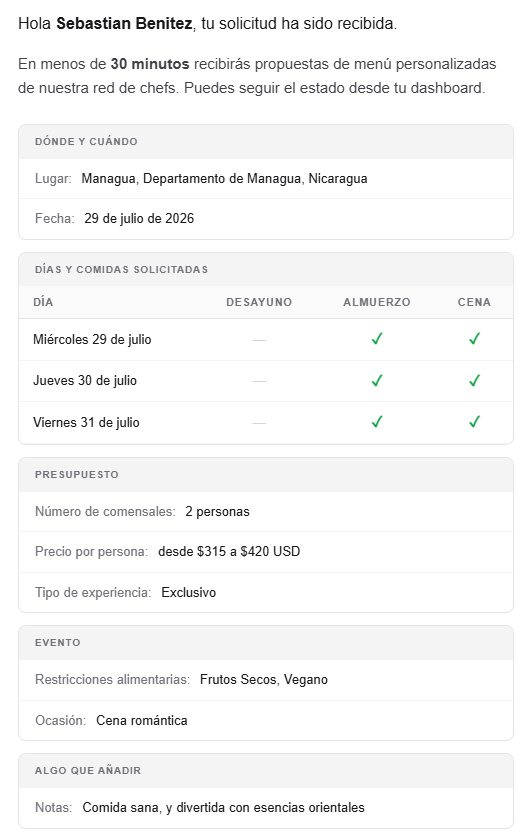 Hola Sebastian Benitez, tu solicitud ha sido recibida.
En menos de 30 minutos recibirás propuestas de menú personalizadas
de nuestra red de chefs. Puedes seguir el estado desde tu dashboard.
DÓNDE Y CUÁNDO
Lugar: Managua, Departamento de Managua, Nicaragua
Fecha: 29 de julio de 2026
DÍAS Y COMIDAS SOLICITADAS
DÍA DESAYUNO ALMUERZO CENA
Miércoles 29 de julio — ✓ ✓
Jueves 30 de julio — ✓ ✓
Viernes 31 de julio — ✓ ✓
PRESUPUESTO
Número de comensales: 2 personas
Precio por persona: desde $315 a $420 USD
Tipo de experiencia: Exclusivo
EVENTO
Restricciones alimentarias: Frutos Secos, Vegano
Ocasión: Cena romántica
ALGO QUE AÑADIR
Notas: Comida sana, y divertida con esencias orientales